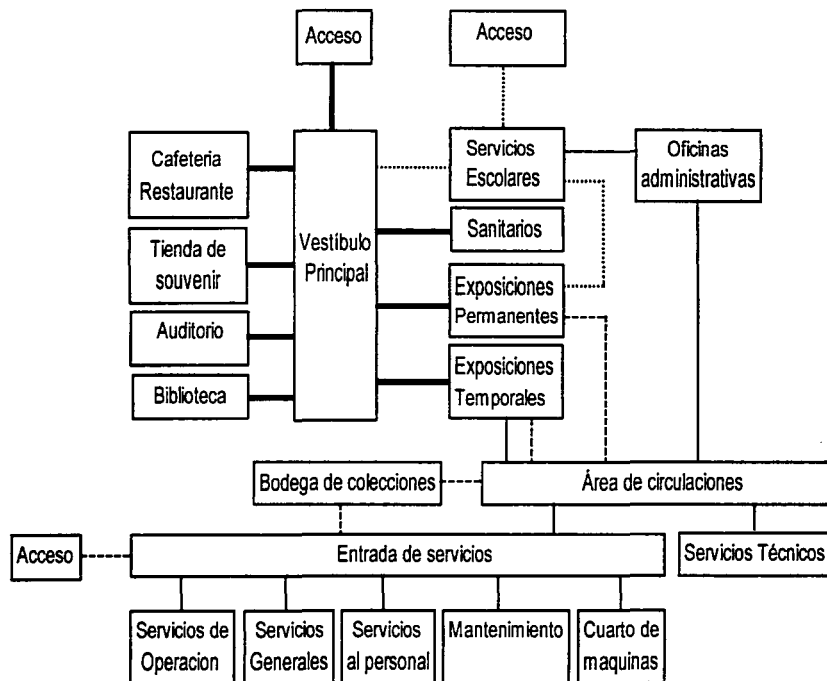 Acceso
Acceso
Cafeteria
Restaurante
Servicios
Escolares
Oficinas
administrativas
Tienda de
souvenir
Vestíbulo
Principal
Sanitarios
Exposiciones
Permanentes
Auditorio
Exposiciones
Temporales
Biblioteca
Bodega de colecciones
Área de circulaciones
Acceso
Entrada de servicios
Servicios Técnicos
Servicios de
Operacion
Servicios
Generales
Servicios
al personal
Mantenimiento
Cuarto de
maquinas